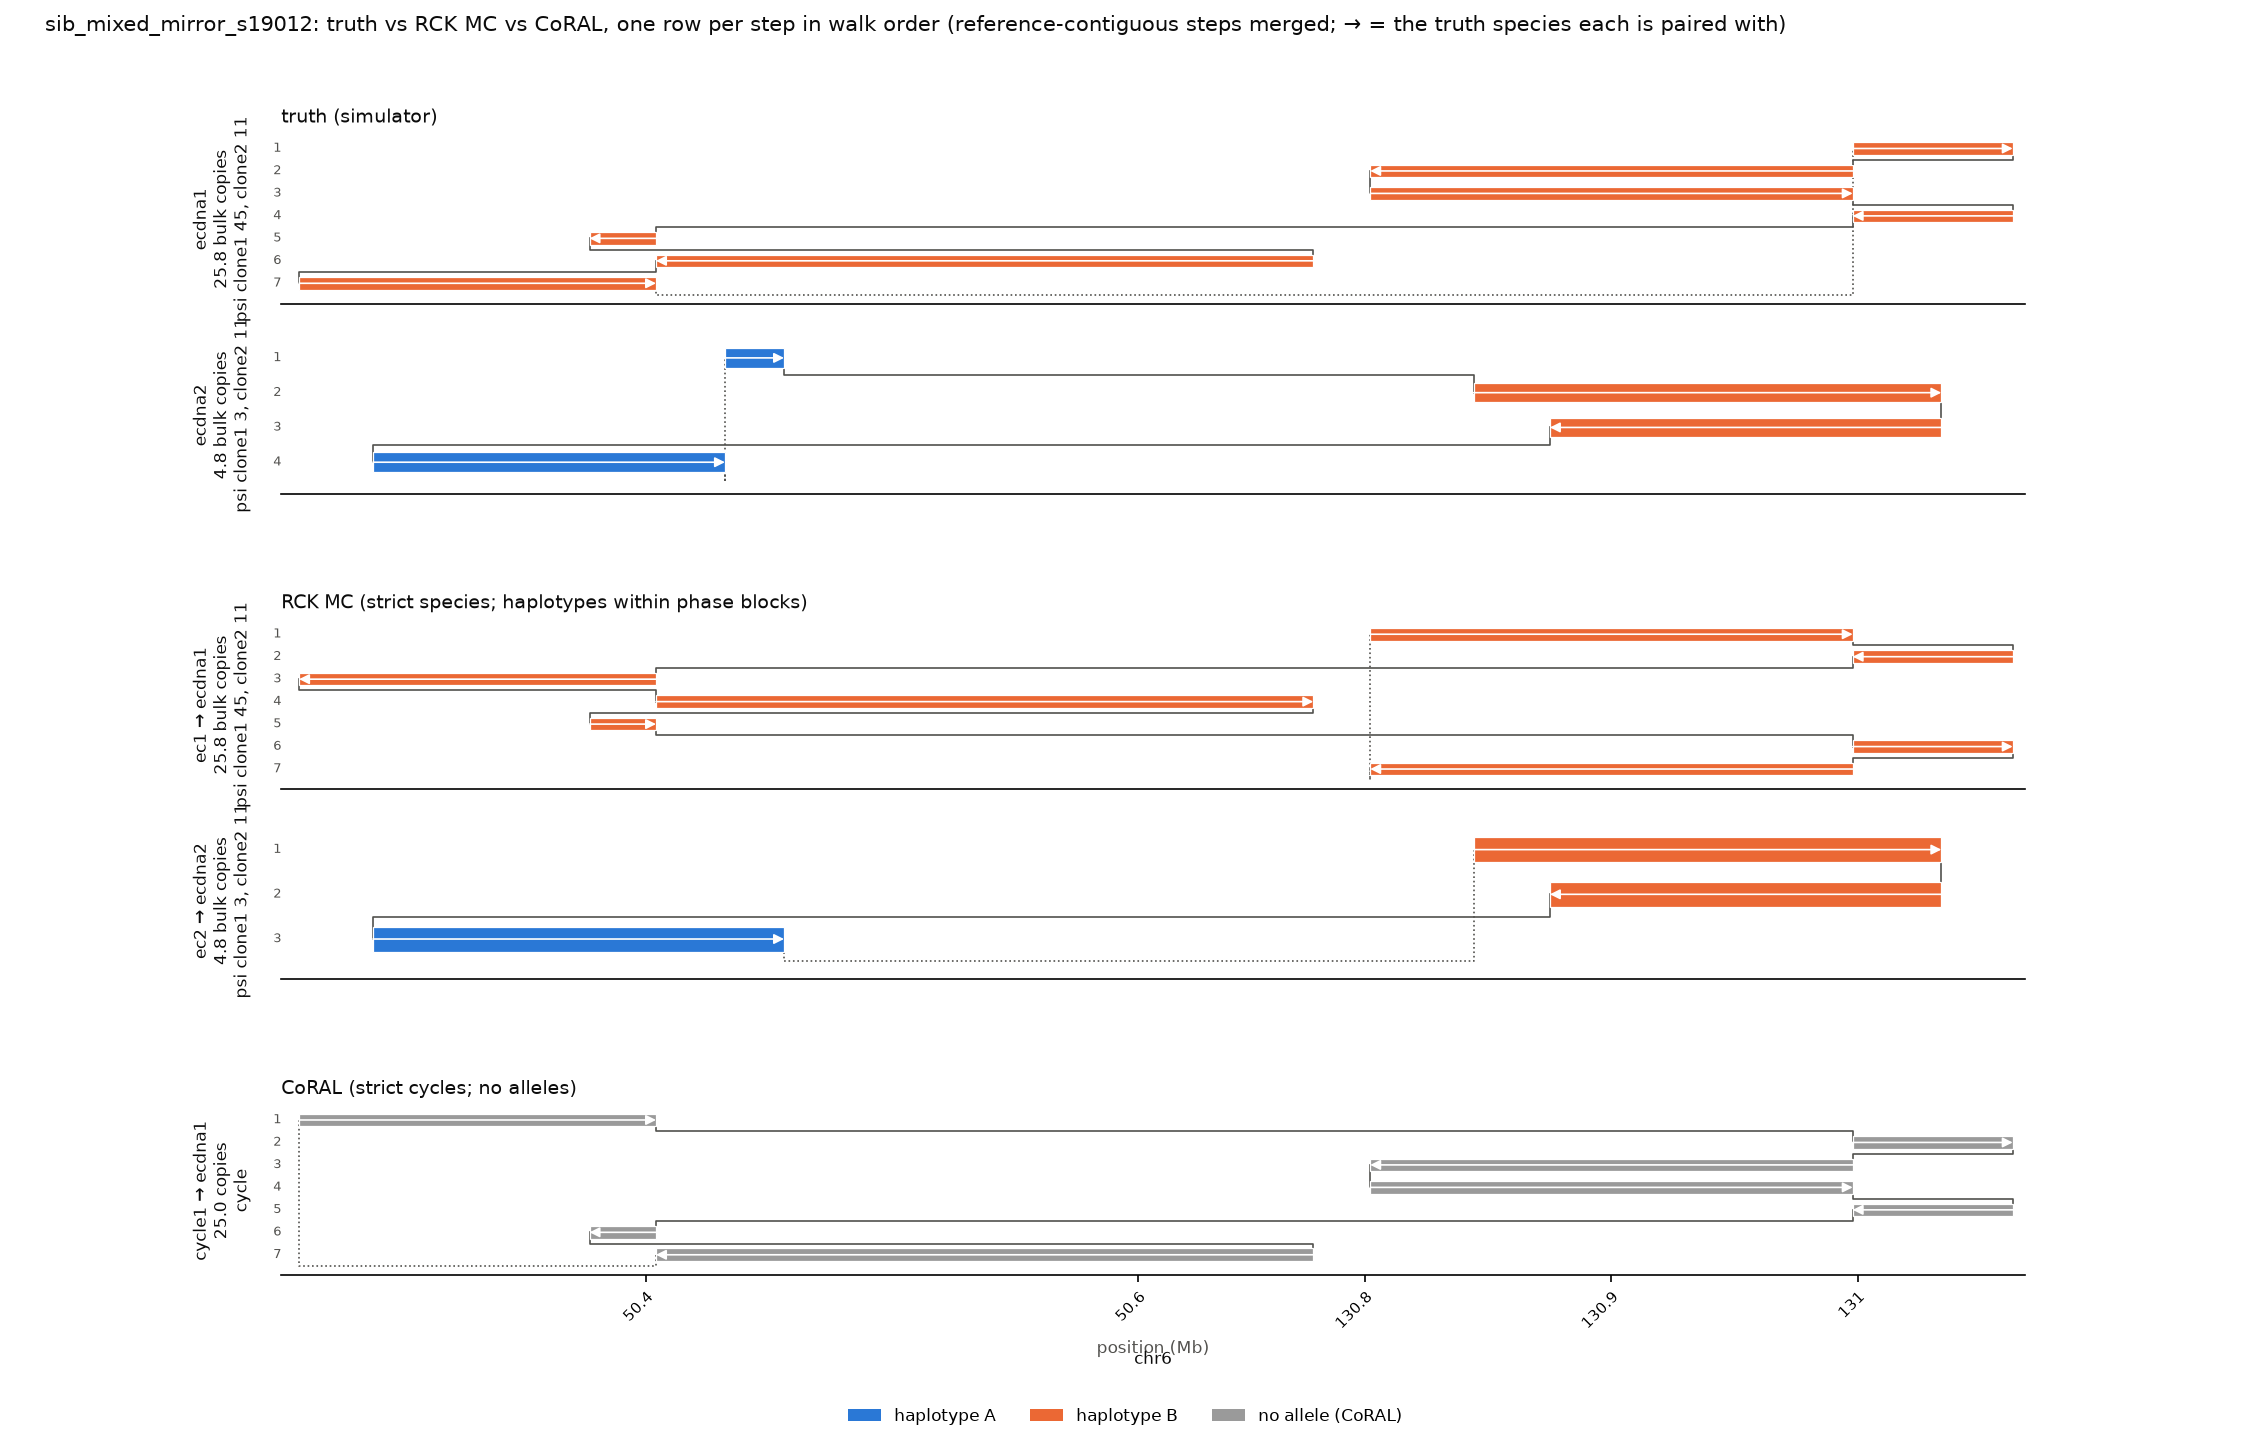 sib_mixed_mirror_s19012: truth vs RCK MC vs CoRAL, one row per step in walk order (reference-contiguous steps merged; → = the truth species each is paired with)
truth (simulator)
ecdna1
25.8 bulk copies
psi clone1 45, clone2 11
1
2
3
4
5
6
7
ecdna2
4.8 bulk copies
psi clone1 3, clone2 11
1
2
3
4
RCK MC (strict species; haplotypes within phase blocks)
ec1 → ecdna1
25.8 bulk copies
psi clone1 45, clone2 11
1
2
3
4
5
6
7
ec2 → ecdna2
4.8 bulk copies
psi clone1 3, clone2 11
1
2
3
CoRAL (strict cycles; no alleles)
cycle1 → ecdna1
25.0 copies
cycle
1
2
3
4
5
6
7
50.4
50.6
130.8
130.9
131
position (Mb)
chr6
haplotype A
haplotype B
no allele (CoRAL)